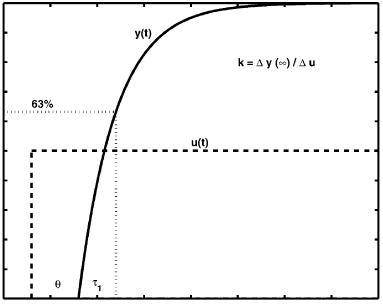 y(t)
k = Δ y (∞) / Δ u
63%
u(t)
θ
τ1